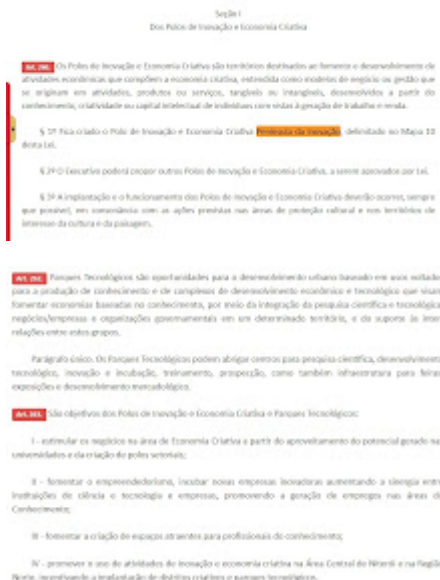 Seção I
Dos Polos de Inovação e Economia Criativa
Os Polos de Inovação e Economia Criativa são territórios destinados ao fomento e desenvolvimento de
atividades econômicas que compõem a economia criativa, entendida como modelos de negócio ou gestão que
se originam em atividades, produtos ou serviços, tangíveis ou intangíveis, desenvolvidos a partir do
conhecimento, criatividade ou capital intelectual de indivíduos com vistas à geração de trabalho e renda.
§ 1º Fica criado o Polo de Inovação e Economia Criativa Península da Inovação, delimitado no Mapa 10
desta Lei.
§ 2º O Executivo poderá propor outros Polos de Inovação e Economia Criativa, a serem aprovados por Lei.
§ 3º A implantação e o funcionamento dos Polos de Inovação e Economia Criativa deverão ocorrer, sempre
que possível, em consonância com as ações previstas nas áreas de proteção cultural e nos territórios de
interesse da cultura e da paisagem.
Parques Tecnológicos são oportunidades para o desenvolvimento urbano baseado em usos voltado
para a produção de conhecimento e de complexos de desenvolvimento econômico e tecnológico que visam
fomentar economias baseadas no conhecimento, por meio da integração da pesquisa científica e tecnológica
negócios/empresas e organizações governamentais em um determinado território, e do suporte às inter
relações entre estes grupos.
Parágrafo único. Os Parques Tecnológicos podem abrigar centros para pesquisa científica, desenvolvimento
tecnológico, inovação e incubação, treinamento, prospecção, como também infraestrutura para feiras
exposições e desenvolvimento mercadológico.
São objetivos dos Polos de Inovação e Economia Criativa e Parques Tecnológicos:
I - estimular os negócios na área de Economia Criativa a partir do aproveitamento do potencial gerado na
universidades e da criação de polos setoriais;
II - fomentar o empreendedorismo, incubar novas empresas inovadoras aumentando a sinergia entre
instituições de ciência e tecnologia e empresas, promovendo a geração de empregos nas áreas d
Conhecimento;
III - fomentar a criação de espaços atraentes para profissionais do conhecimento;
IV - promover o uso de atividades de inovação e economia criativa na Área Central de Niterói e na Região
Norte, incentivando a implantação de distritos criativos e parques tecnológicos.